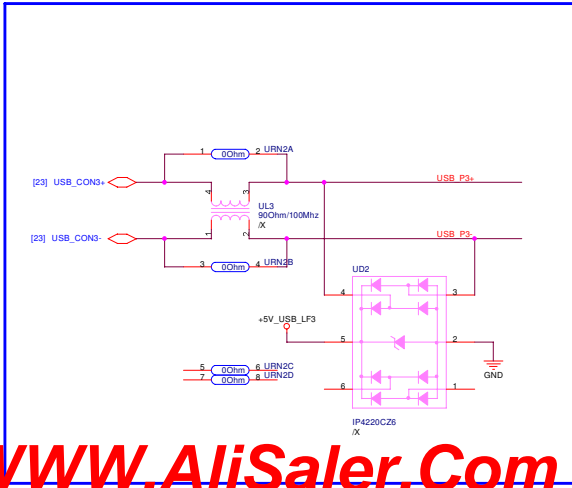 1 0Ohm 2 URN2A
[23] USB_CON3+
USB_P3+
4 3
UL3
90Ohm/100Mhz
/X
1 2
[23] USB_CON3-
USB_P3-
3 0Ohm 4 URN2B
UD2
4 3
+5V_USB_LF3
5 2
GND
5 0Ohm 6 URN2C
7 0Ohm 8 URN2D
6 1
IP4220CZ6
/X
WWW.AliSaler.Com